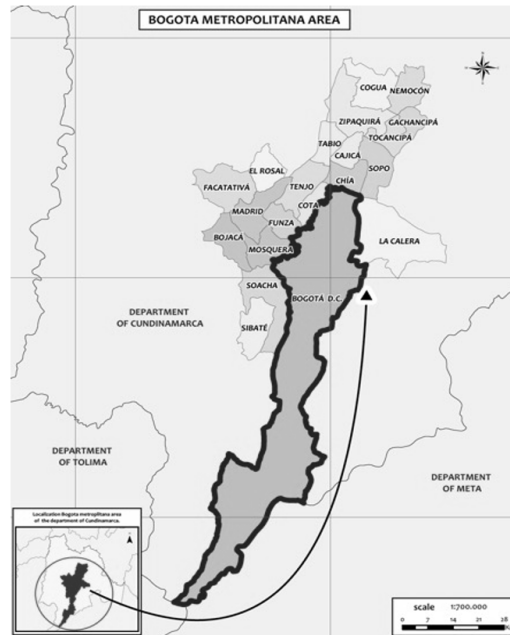 BOGOTA METROPOLITANA AREA
COGUA
NEMOCÓN
ZIPAQUIRÁ
GACHANCIPÁ
TOCANCIPÁ
TABIO
CAJICÁ
SOPO
EL ROSAL
CHÍA
FACATATIVÁ
TENJO
MADRID
COTA
FUNZA
BOJACÁ
MOSQUERA
LA CALERA
SOACHA
BOGOTÁ D.C.
DEPARTMENT
OF CUNDINAMARCA
SIBATÉ
DEPARTMENT
OF TOLIMA
DEPARTMENT
OF META
Localization Bogota metroplitana area
of the department of Cundinamarca.
scale 1:700.000
0 7 14 21 28